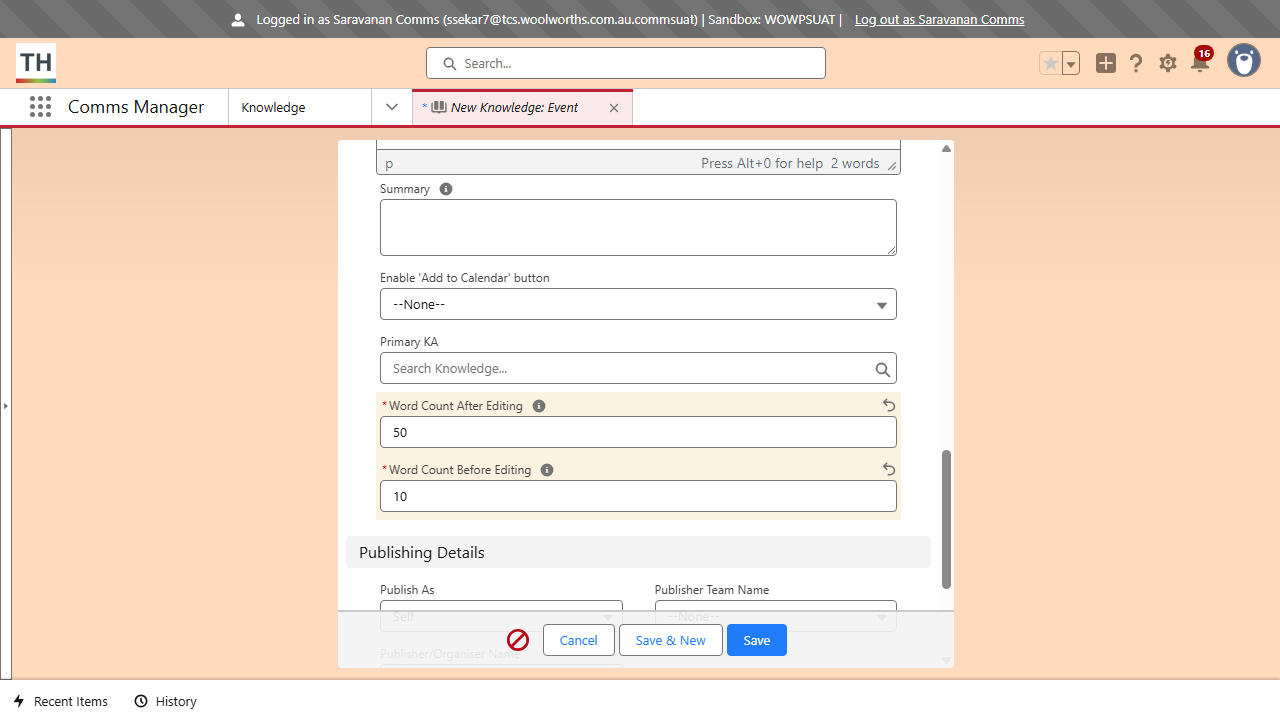 Logged in as Saravanan Comms (ssekar7@tcs.woolworths.com.au.commsuat) | Sandbox: WOWPSUAT | Log out as Saravanan Comms
TH
Search...
16
Comms Manager
Knowledge
* New Knowledge: Event
p
Press Alt+0 for help 2 words
Summary
Enable 'Add to Calendar' button
--None--
Primary KA
Search Knowledge...
*Word Count After Editing
50
*Word Count Before Editing
10
Publishing Details
Publish As
Publisher Team Name
Self
--None--
Cancel
Save & New
Save
Publisher/Organiser Name
Recent Items
History